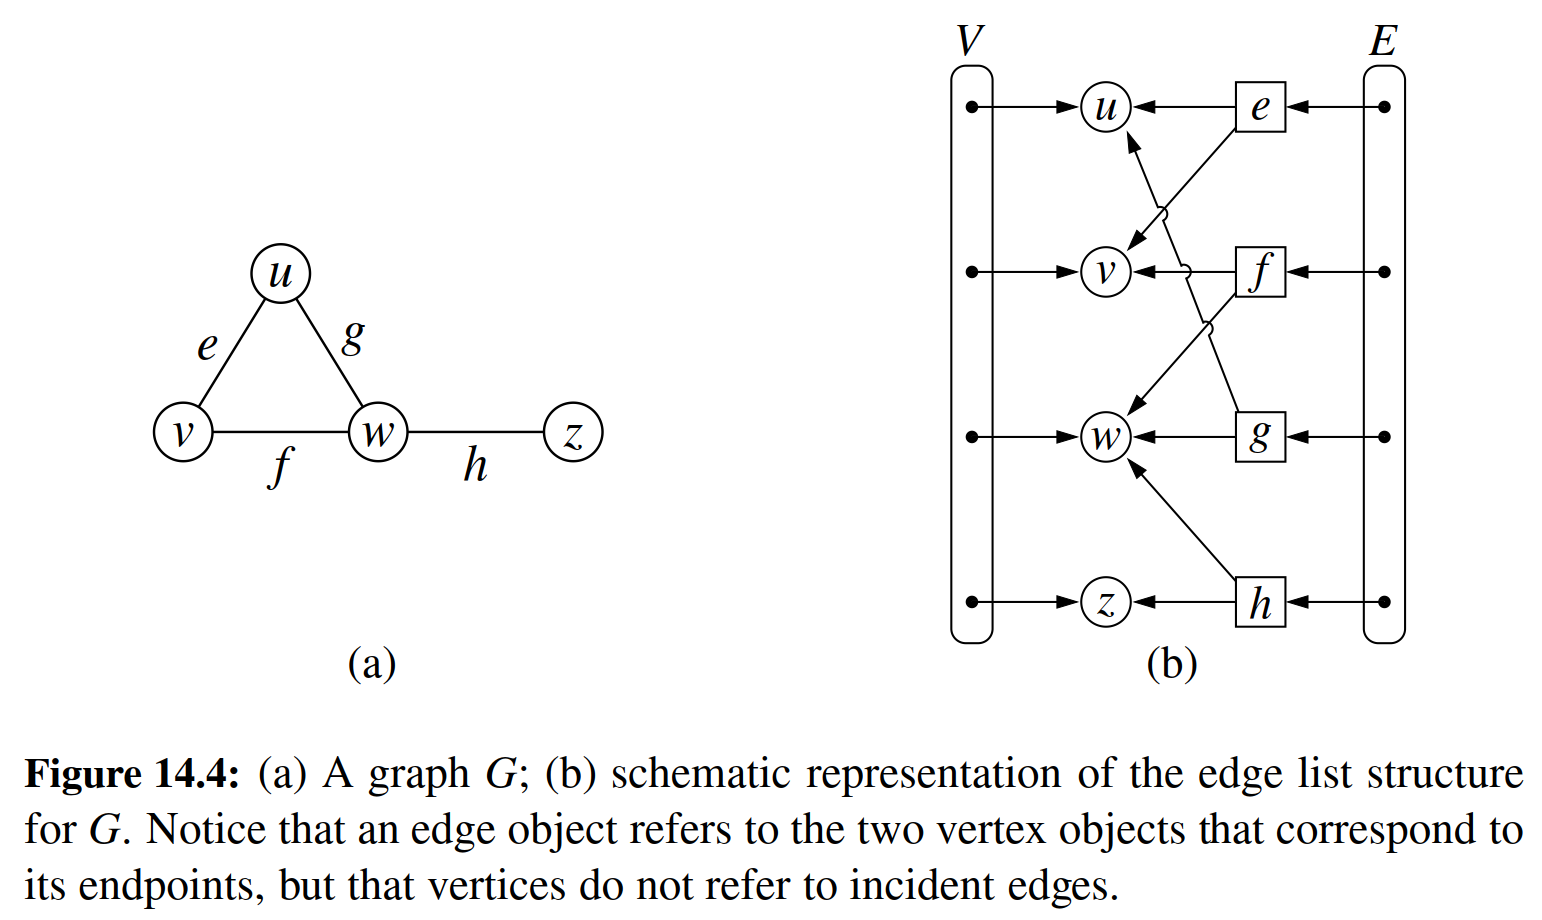 V E
u e
u
e g
v f
v w z
f h
w g
z h
(a) (b)
Figure 14.4: (a) A graph G; (b) schematic representation of the edge list structure
for G. Notice that an edge object refers to the two vertex objects that correspond to
its endpoints, but that vertices do not refer to incident edges.